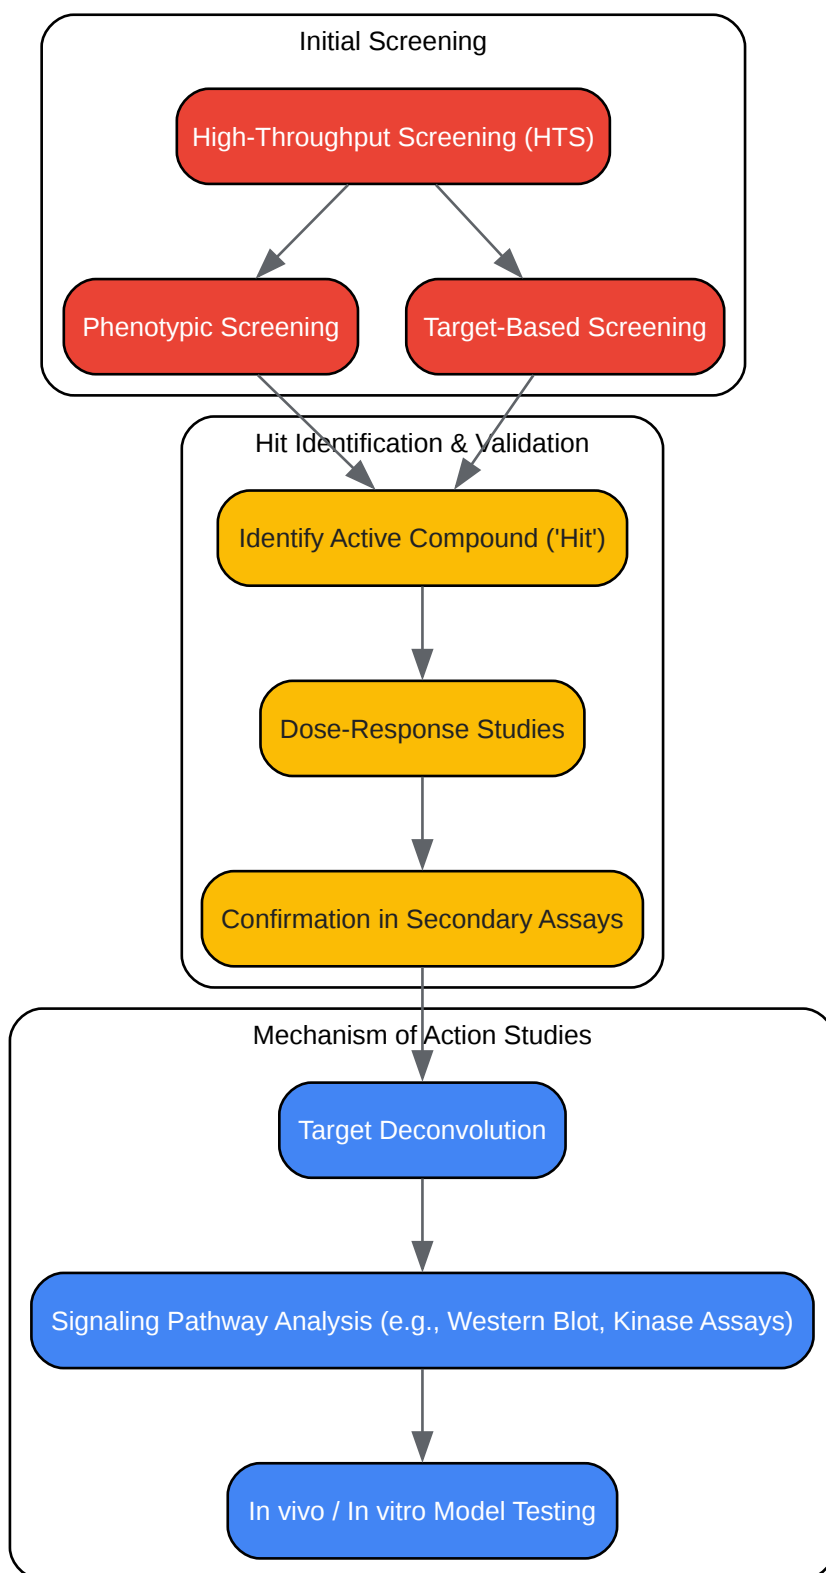 Initial Screening
High-Throughput Screening (HTS)
Phenotypic Screening
Target-Based Screening
Hit Identification & Validation
Identify Active Compound ('Hit')
Dose-Response Studies
Confirmation in Secondary Assays
Mechanism of Action Studies
Target Deconvolution
Signaling Pathway Analysis (e.g., Western Blot, Kinase Assays)
In vivo / In vitro Model Testing